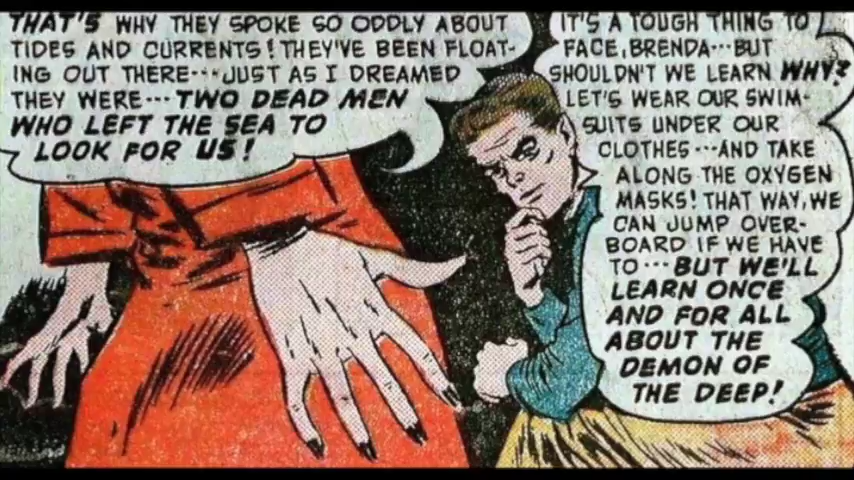 THAT'S WHY THEY SPOKE SO ODDLY ABOUT
TIDES AND CURRENTS! THEY'VE BEEN FLOAT-
ING OUT THERE---JUST AS I DREAMED
THEY WERE---TWO DEAD MEN
WHO LEFT THE SEA TO
LOOK FOR US!
IT'S A TOUGH THING TO
FACE, BRENDA---BUT
SHOULDN'T WE LEARN WHY?
LET'S WEAR OUR SWIM-
SUITS UNDER OUR
CLOTHES---AND TAKE
ALONG THE OXYGEN
MASKS! THAT WAY, WE
CAN JUMP OVER-
BOARD IF WE HAVE
TO---BUT WE'LL
LEARN ONCE
AND FOR ALL
ABOUT THE
DEMON OF
THE DEEP!